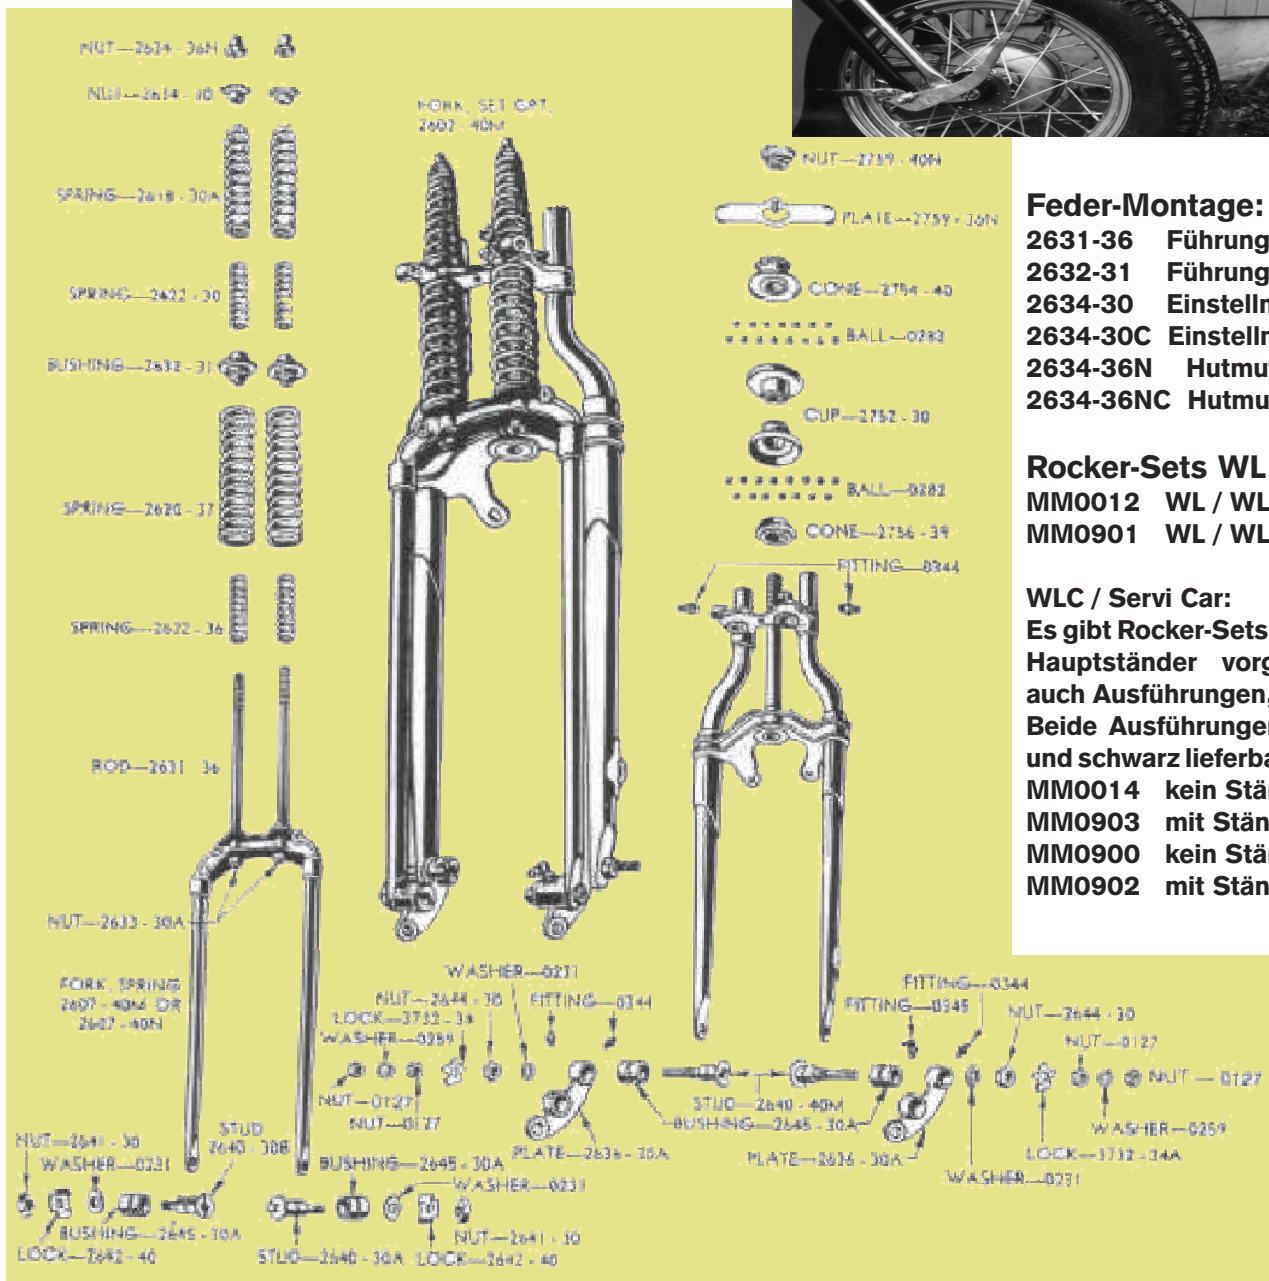 NUT—2634 - 36N
NUT—2634 - 30
SPRING—2618 - 30A
SPRING—2622 - 30
BUSHING—2632 - 31
SPRING—2620 - 37
SPRING—2622 - 36
ROD—2631 36
NUT—2633 - 30A
FORK, SPRING
2607 - 40M OR
2607 - 40N
FORK, SET OPT,
2602 - 40M
NUT—2759 - 40N
PLATE—2759 - 36N
CONE—2754 - 40
BALL—0282
CUP—2752 - 30
BALL—0282
CONE—2756 - 39
FITTING—0344
WASHER—0231
NUT—2644 - 30
FITTING—0344
LOCK—3732 - 34
WASHER—0259
NUT—0127
NUT—0127
STUD—2640 - 40M
BUSHING—2645 - 30A
PLATE—2636 - 30A
PLATE—2636 - 30A
FITTING—0344
FITTING—0345
NUT—2644 - 30
NUT—0127
NUT — 0127
WASHER—0259
LOCK—3732 - 34A
WASHER—0231
NUT—2641 - 30
WASHER—0231
STUD
2640 - 30B
BUSHING—2645 - 30A
LOCK—2642 - 40
BUSHING—2645 - 30A
WASHER—0231
NUT—2641 - 30
STUD—2640 - 30A
LOCK—2642 - 40
Feder-Montage:
2631-36 Führung
2632-31 Führung
2634-30 Einstelln
2634-30C Einstelln
2634-36N Hutmu
2634-36NC Hutmu
Rocker-Sets WL
MM0012 WL / WL
MM0901 WL / WL
WLC / Servi Car:
Es gibt Rocker-Sets
Hauptständer vorg
auch Ausführungen,
Beide Ausführungen
und schwarz lieferba
MM0014 kein Stän
MM0903 mit Stän
MM0900 kein Stän
MM0902 mit Stän